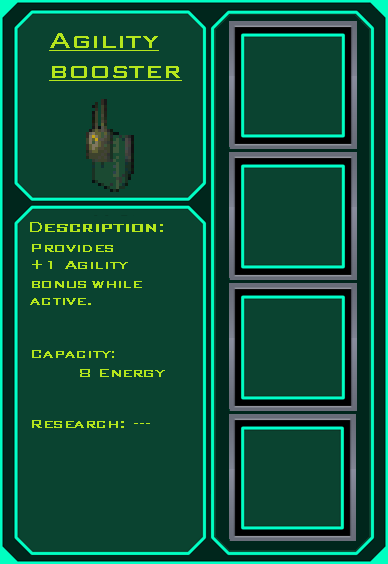 Agility
booster
Description:
Provides
+1 Agility
bonus while
active.
Capacity:
8 Energy
Research: ---